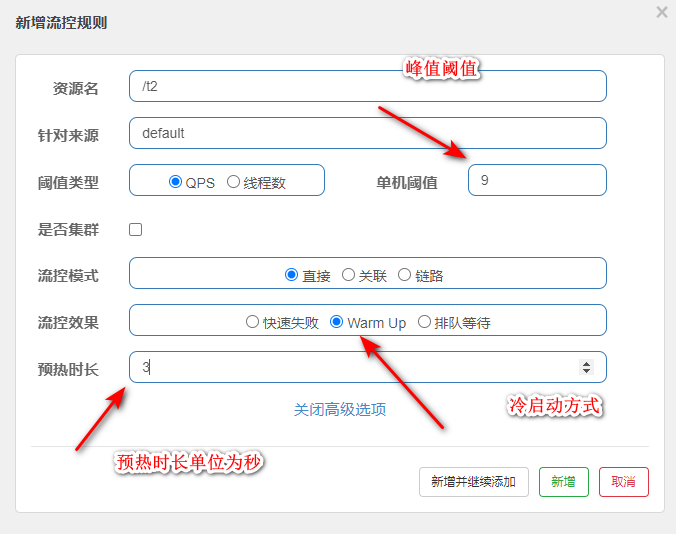 新增流控规则
×
峰值阈值
资源名 /t2
针对来源 default
阈值类型 QPS 线程数 单机阈值 9
是否集群
流控模式 直接 关联 链路
流控效果 快速失败 Warm Up 排队等待
预热时长 3
关闭高级选项
冷启动方式
预热时长单位为秒
新增并继续添加 新增 取消